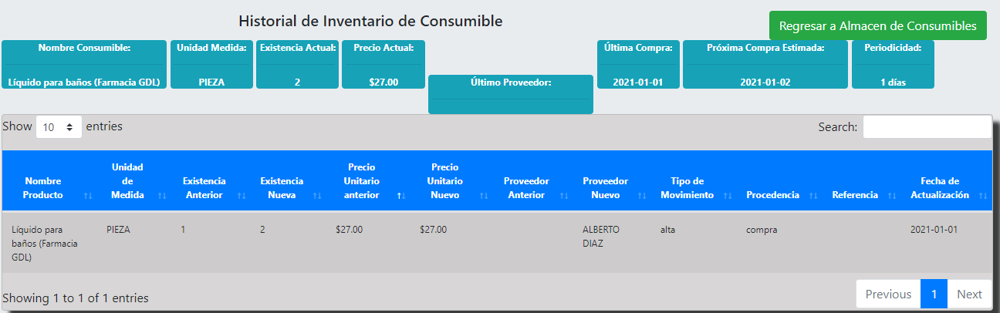 Historial de Inventario de Consumible
Regresar a Almacen de Consumibles
Nombre Consumible:
Líquido para baños (Farmacia GDL)
Unidad Medida:
PIEZA
Existencia Actual:
2
Precio Actual:
$27.00
Último Proveedor:
Última Compra:
2021-01-01
Próxima Compra Estimada:
2021-01-02
Periodicidad:
1 días
Show 10 entries
Search:
Nombre
Producto
Unidad
de
Medida
Existencia
Anterior
Existencia
Nueva
Precio
Unitario
anterior
Precio
Unitario
Nuevo
Proveedor
Anterior
Proveedor
Nuevo
Tipo de
Movimiento
Procedencia
Referencia
Fecha de
Actualización
Líquido para
baños (Farmacia
GDL)
PIEZA
1
2
$27.00
$27.00
ALBERTO
DIAZ
alta
compra
2021-01-01
Showing 1 to 1 of 1 entries
Previous 1 Next